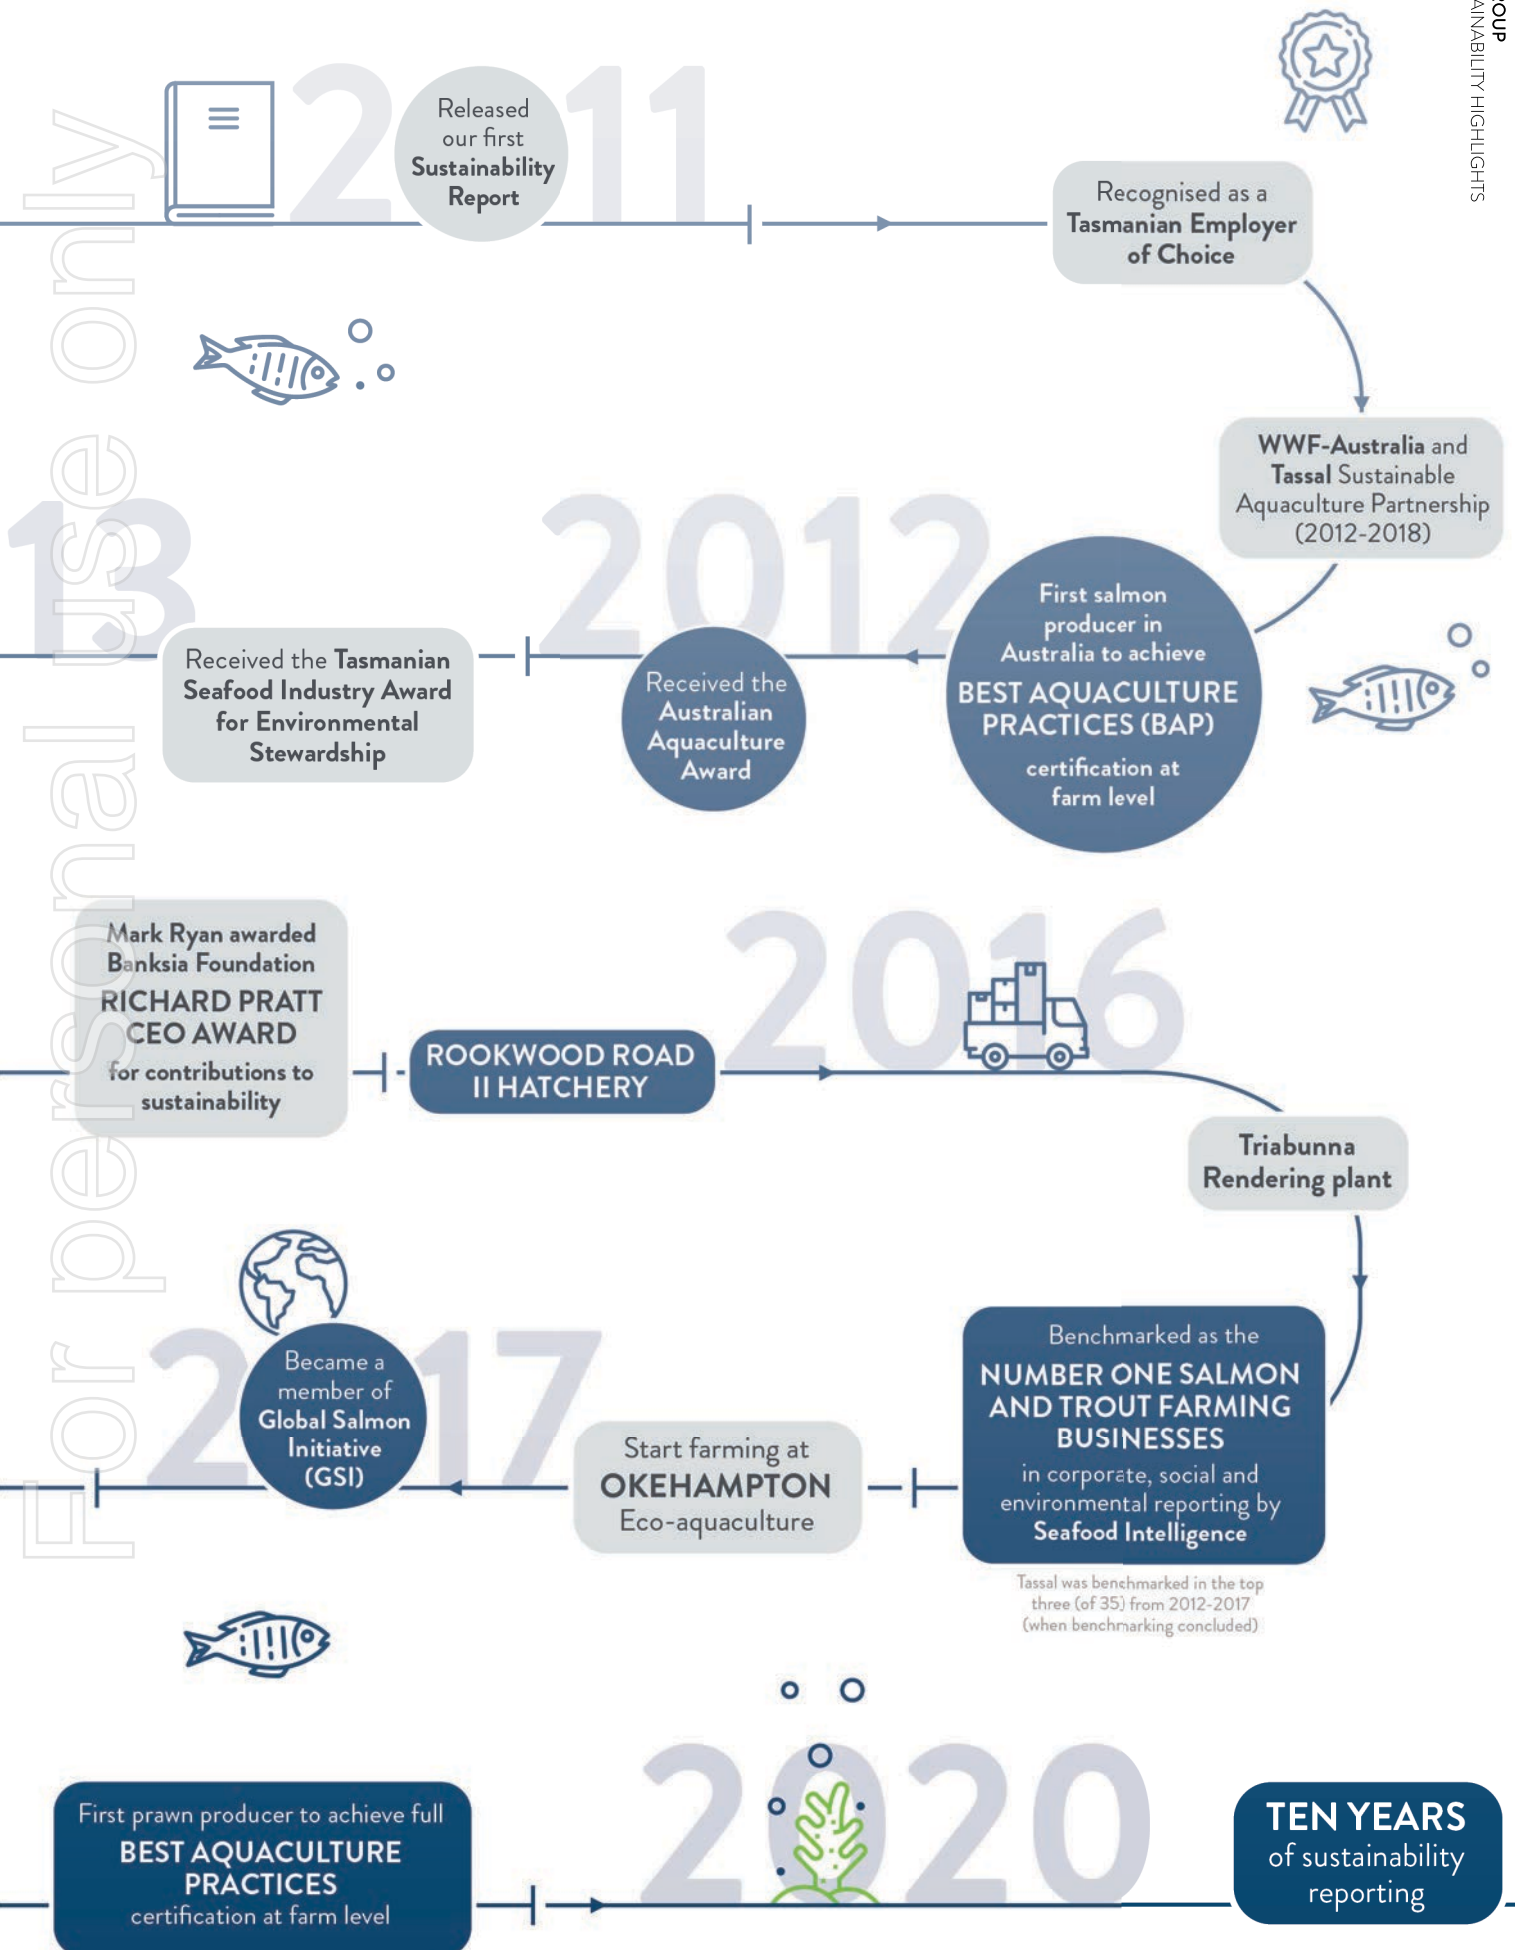 ROUP
AINABILITY HIGHLIGHTS
For personal use only
2011
Released
our first
Sustainability
Report
Recognised as a
Tasmanian Employer
of Choice
WWF-Australia and
Tassal Sustainable
Aquaculture Partnership
(2012-2018)
2012
First salmon
producer in
Australia to achieve
BEST AQUACULTURE
PRACTICES (BAP)
certification at
farm level
Received the
Australian
Aquaculture
Award
13
Received the Tasmanian
Seafood Industry Award
for Environmental
Stewardship
Mark Ryan awarded
Banksia Foundation
RICHARD PRATT
CEO AWARD
for contributions to
sustainability
ROOKWOOD ROAD
II HATCHERY
2016
Triabunna
Rendering plant
Benchmarked as the
NUMBER ONE SALMON
AND TROUT FARMING
BUSINESSES
in corporate, social and
environmental reporting by
Seafood Intelligence
Tassal was benchmarked in the top
three (of 35) from 2012-2017
(when benchmarking concluded)
Start farming at
OKEHAMPTON
Eco-aquaculture
2017
Became a
member of
Global Salmon
Initiative
(GSI)
First prawn producer to achieve full
BEST AQUACULTURE
PRACTICES
certification at farm level
2020
TEN YEARS
of sustainability
reporting